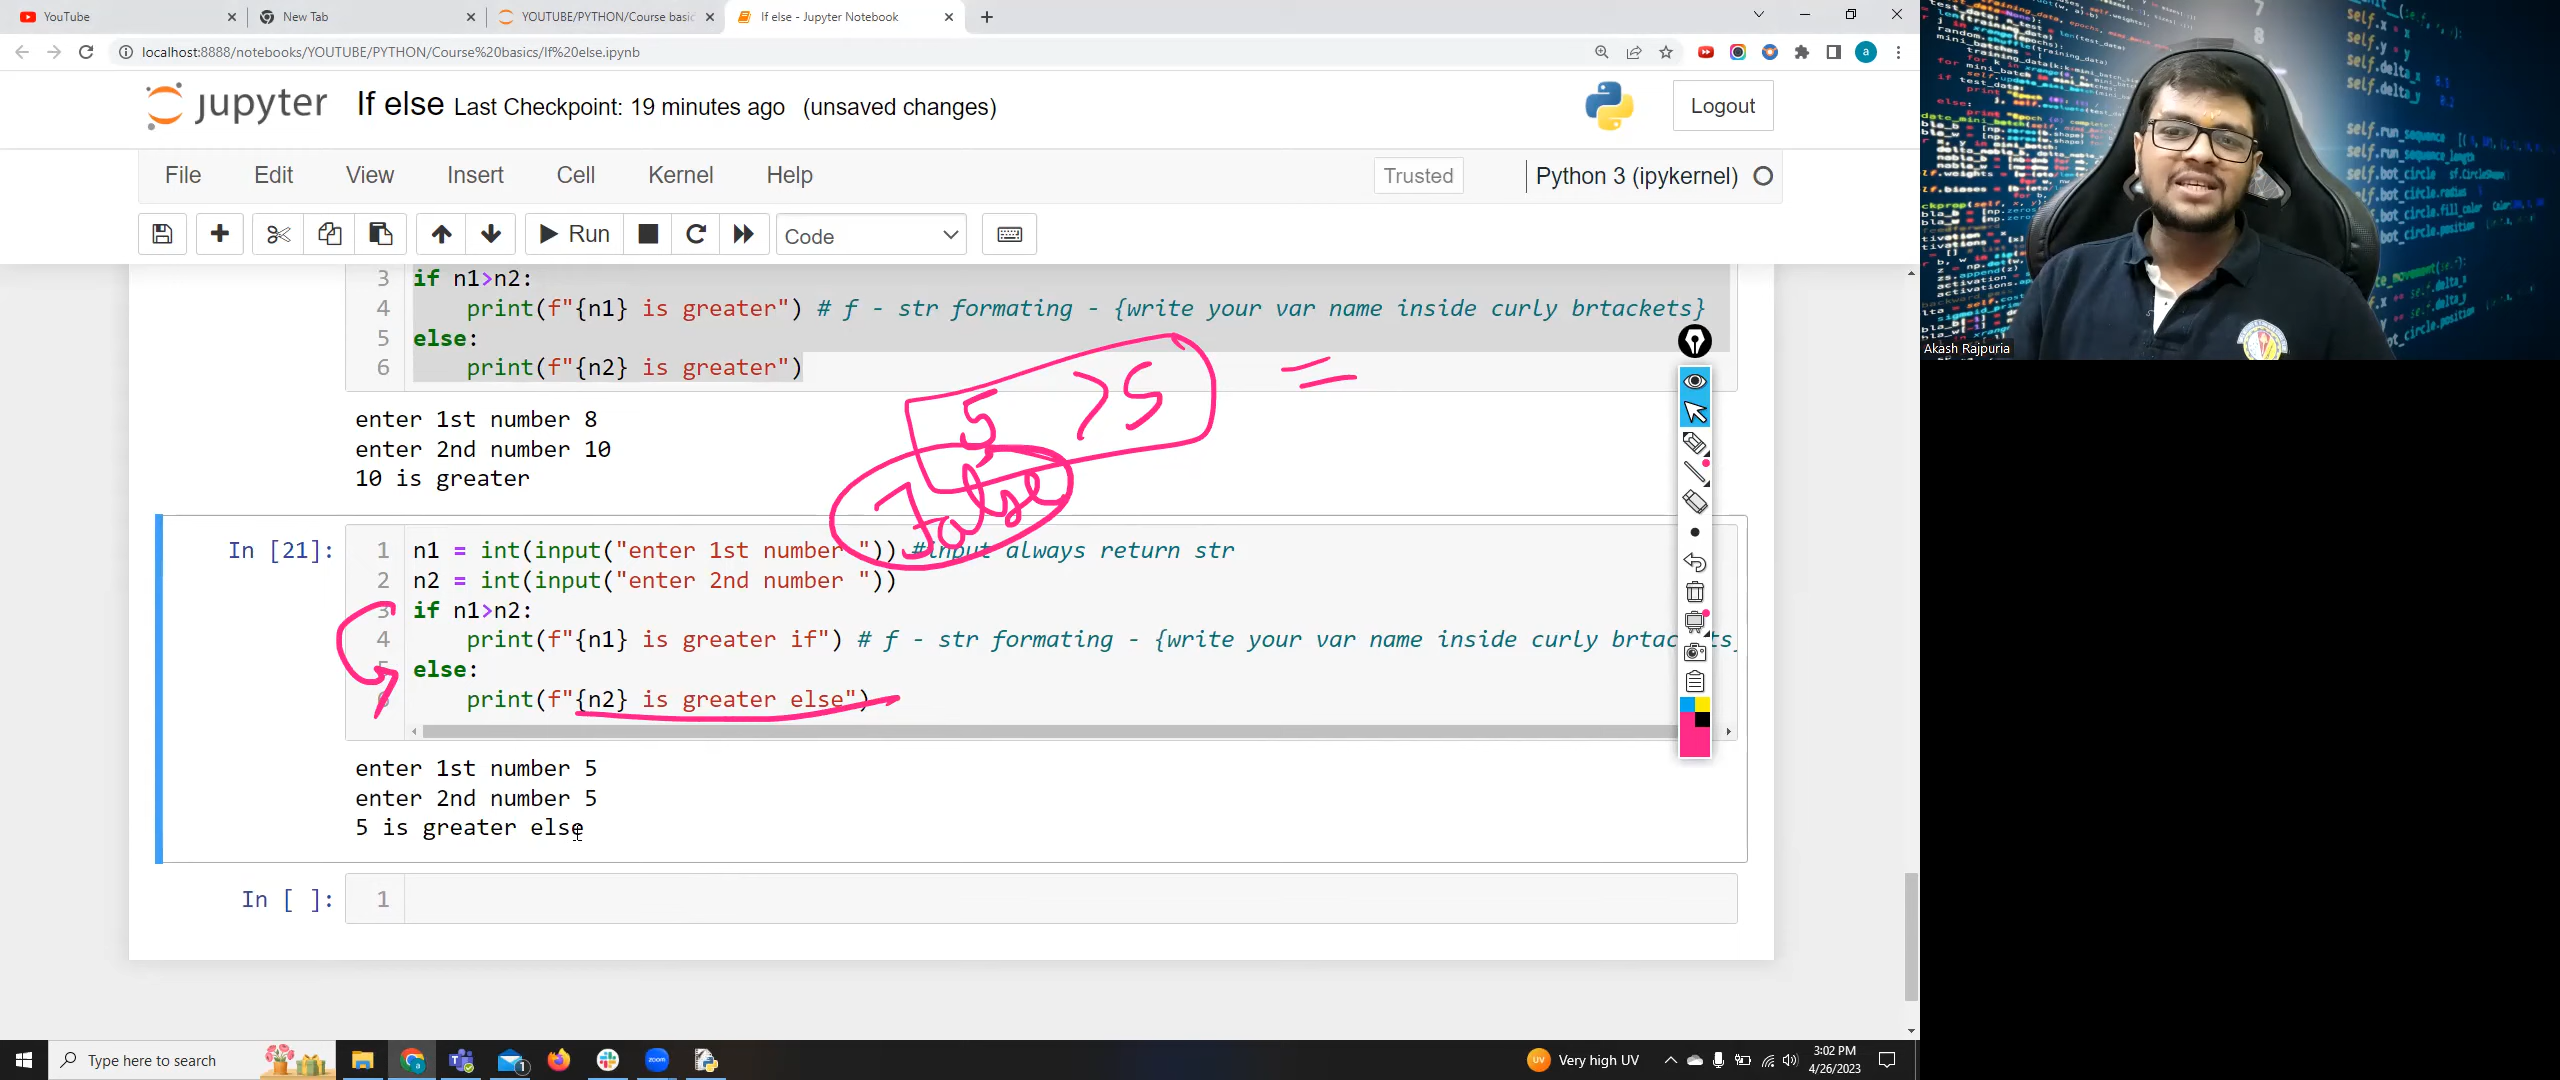 YouTube
New Tab
YOUTUBE/PYTHON/Course basic
If else - Jupyter Notebook
localhost:8888/notebooks/YOUTUBE/PYTHON/Course%20basics/If%20else.ipynb
a
jupyter
If else Last Checkpoint: 19 minutes ago (unsaved changes)
Logout
File Edit View Insert Cell Kernel Help
Trusted
Python 3 (ipykernel)
Run
Code
3 if n1>n2:
4 print(f"{n1} is greater") # f - str formating - {write your var name inside curly brtackets}
5 else:
6 print(f"{n2} is greater")
5 >5 =
False
enter 1st number 8
enter 2nd number 10
10 is greater
In [21]:
1 n1 = int(input("enter 1st number ")) #input always return str
2 n2 = int(input("enter 2nd number "))
3 if n1>n2:
4 print(f"{n1} is greater if") # f - str formating - {write your var name inside curly brtackets}
5 else:
6 print(f"{n2} is greater else")
enter 1st number 5
enter 2nd number 5
5 is greater else
In [ ]:
1
Akash Rajpuria
Type here to search
1
UV
Very high UV
3:02 PM
4/26/2023